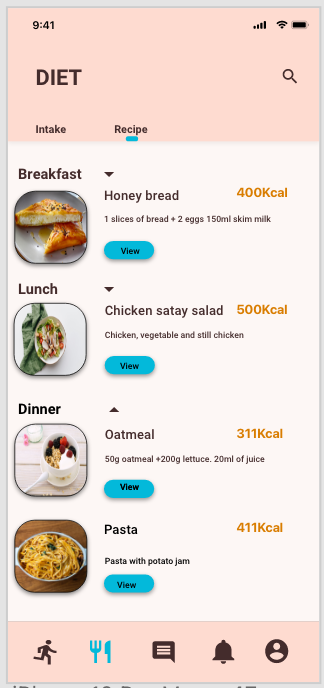 9:41
DIET
Intake Recipe
Breakfast
Honey bread 400Kcal
1 slices of bread + 2 eggs 150ml skim milk
View
Lunch
Chicken satay salad 500Kcal
Chicken, vegetable and still chicken
View
Dinner
Oatmeal 311Kcal
50g oatmeal +200g lettuce. 20ml of juice
View
Pasta 411Kcal
Pasta with potato jam
View